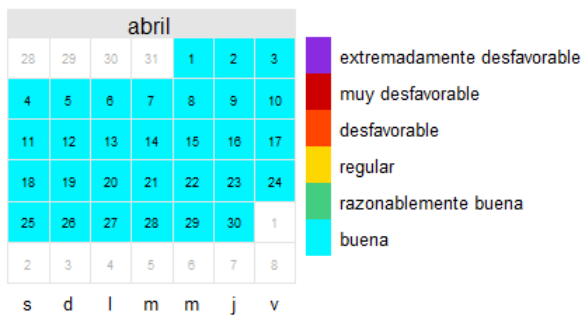 abril
28 29 30 31 1 2 3
4 5 6 7 8 9 10
11 12 13 14 15 16 17
18 19 20 21 22 23 24
25 26 27 28 29 30 1
2 3 4 5 6 7 8
s d l m m j v
extremadamente desfavorable
muy desfavorable
desfavorable
regular
razonablemente buena
buena